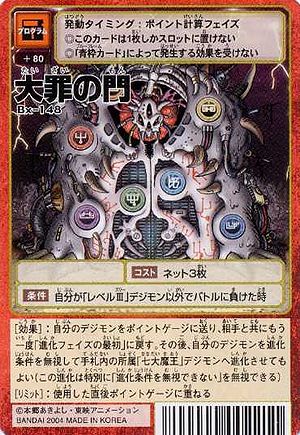 P
プログラム
+80
発動タイミング：ポイント計算フェイズ
◎このカードは1枚しかスロットに置けない
◎「青枠カード」によって発生する効果を受けない
たいざい もん
大罪の門
Bx-148
コスト ネット3枚
条件 自分が「レベルⅢ」デジモン以外でバトルに負けた時
[効果]：自分のデジモンをポイントゲージに送り、相手と共にもう
一度「進化フェイズの最初」に戻す。その後、自分のデジモンを進化
条件を無視して手札内の所属「七大魔王」デジモンへ進化させても
よい(この進化は特別に「進化条件を無視できない」を無視できる)
[リミット]：使用した直後ポイントゲージに重ねる
©本郷あきよし・東映アニメーション
©BANDAI 2004 MADE IN KOREA